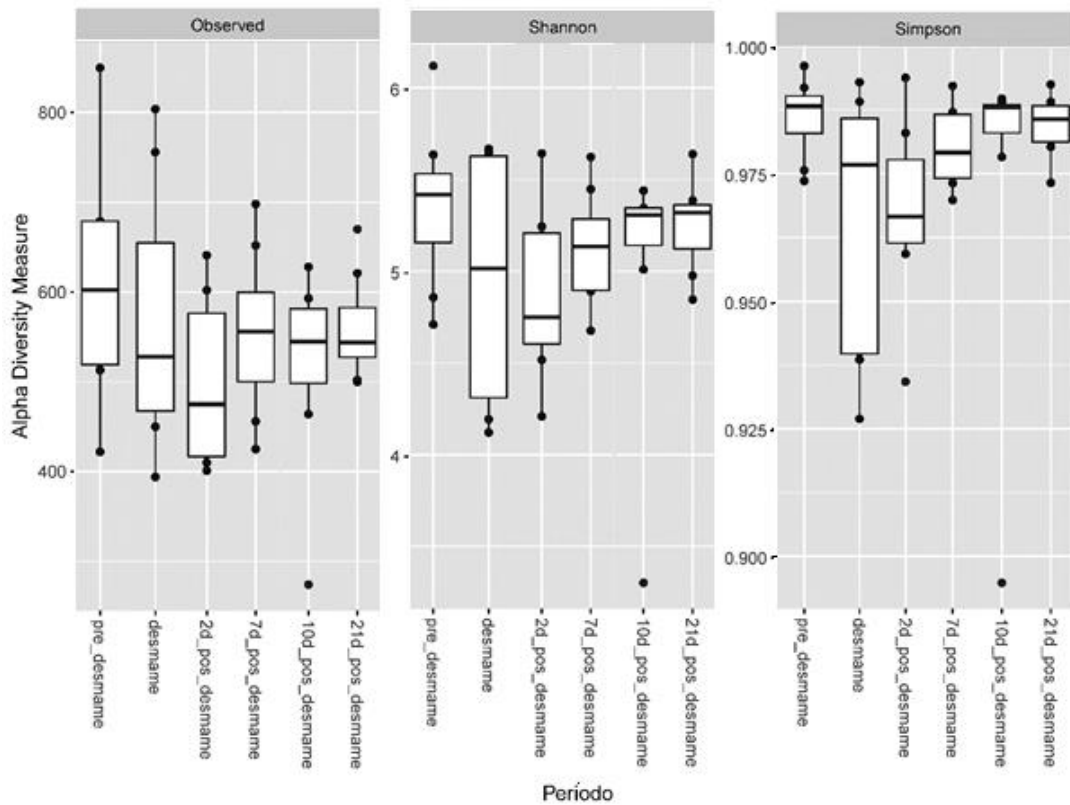 Observed
Shannon
Simpson
Alpha Diversity Measure
800
600
400
6
5
4
1.000
0.975
0.950
0.925
0.900
pre_desmame
desmame
2d_pos_desmame
7d_pos_desmame
10d_pos_desmame
21d_pos_desmame
pre_desmame
desmame
2d_pos_desmame
7d_pos_desmame
10d_pos_desmame
21d_pos_desmame
pre_desmame
desmame
2d_pos_desmame
7d_pos_desmame
10d_pos_desmame
21d_pos_desmame
Período